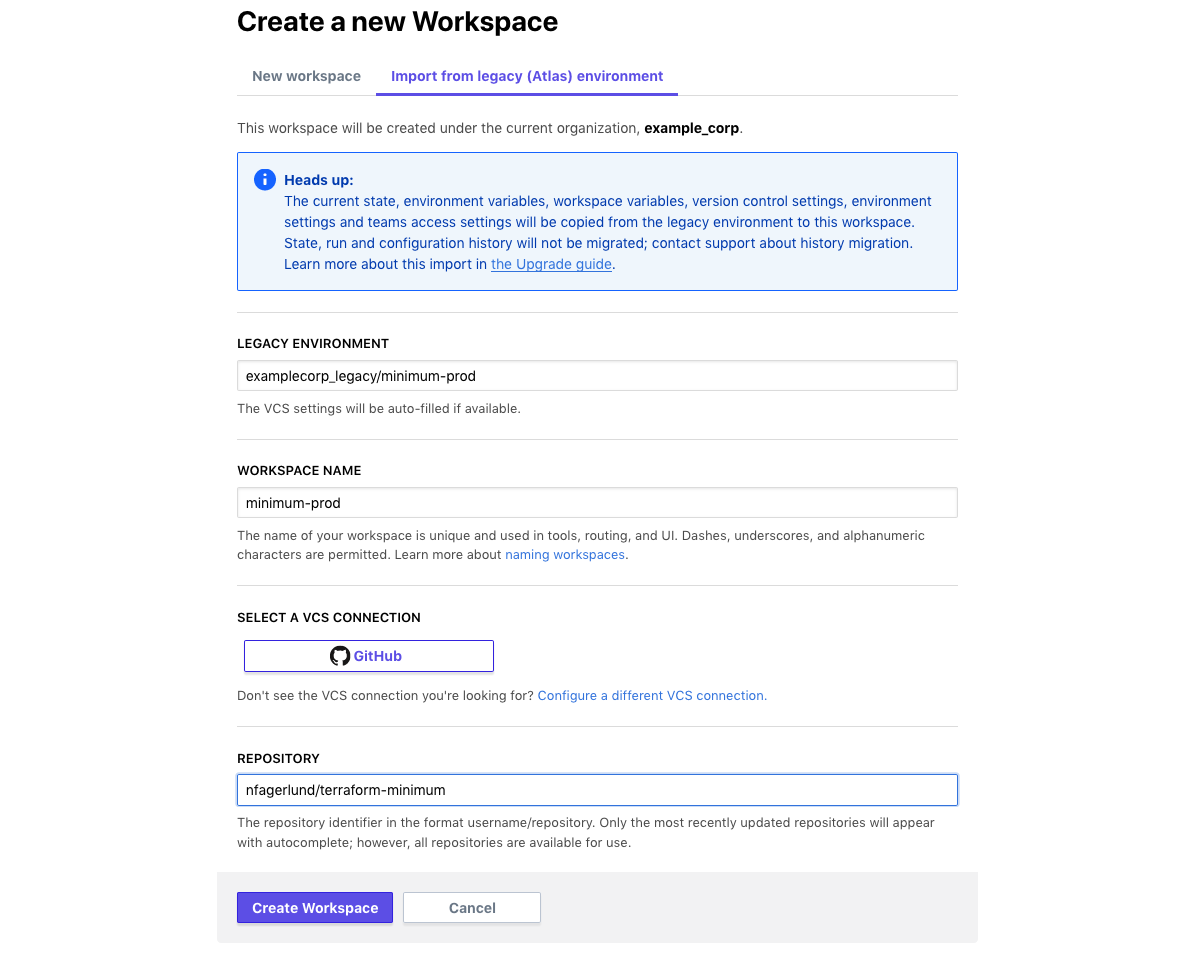 Create a new Workspace
New workspace
Import from legacy (Atlas) environment
This workspace will be created under the current organization, example_corp.
Heads up:
The current state, environment variables, workspace variables, version control settings, environment
settings and teams access settings will be copied from the legacy environment to this workspace.
State, run and configuration history will not be migrated; contact support about history migration.
Learn more about this import in the Upgrade guide.
LEGACY ENVIRONMENT
examplecorp_legacy/minimum-prod
The VCS settings will be auto-filled if available.
WORKSPACE NAME
minimum-prod
The name of your workspace is unique and used in tools, routing, and UI. Dashes, underscores, and alphanumeric
characters are permitted. Learn more about naming workspaces.
SELECT A VCS CONNECTION
GitHub
Don't see the VCS connection you're looking for? Configure a different VCS connection.
REPOSITORY
nfagerlund/terraform-minimum
The repository identifier in the format username/repository. Only the most recently updated repositories will appear
with autocomplete; however, all repositories are available for use.
Create Workspace
Cancel